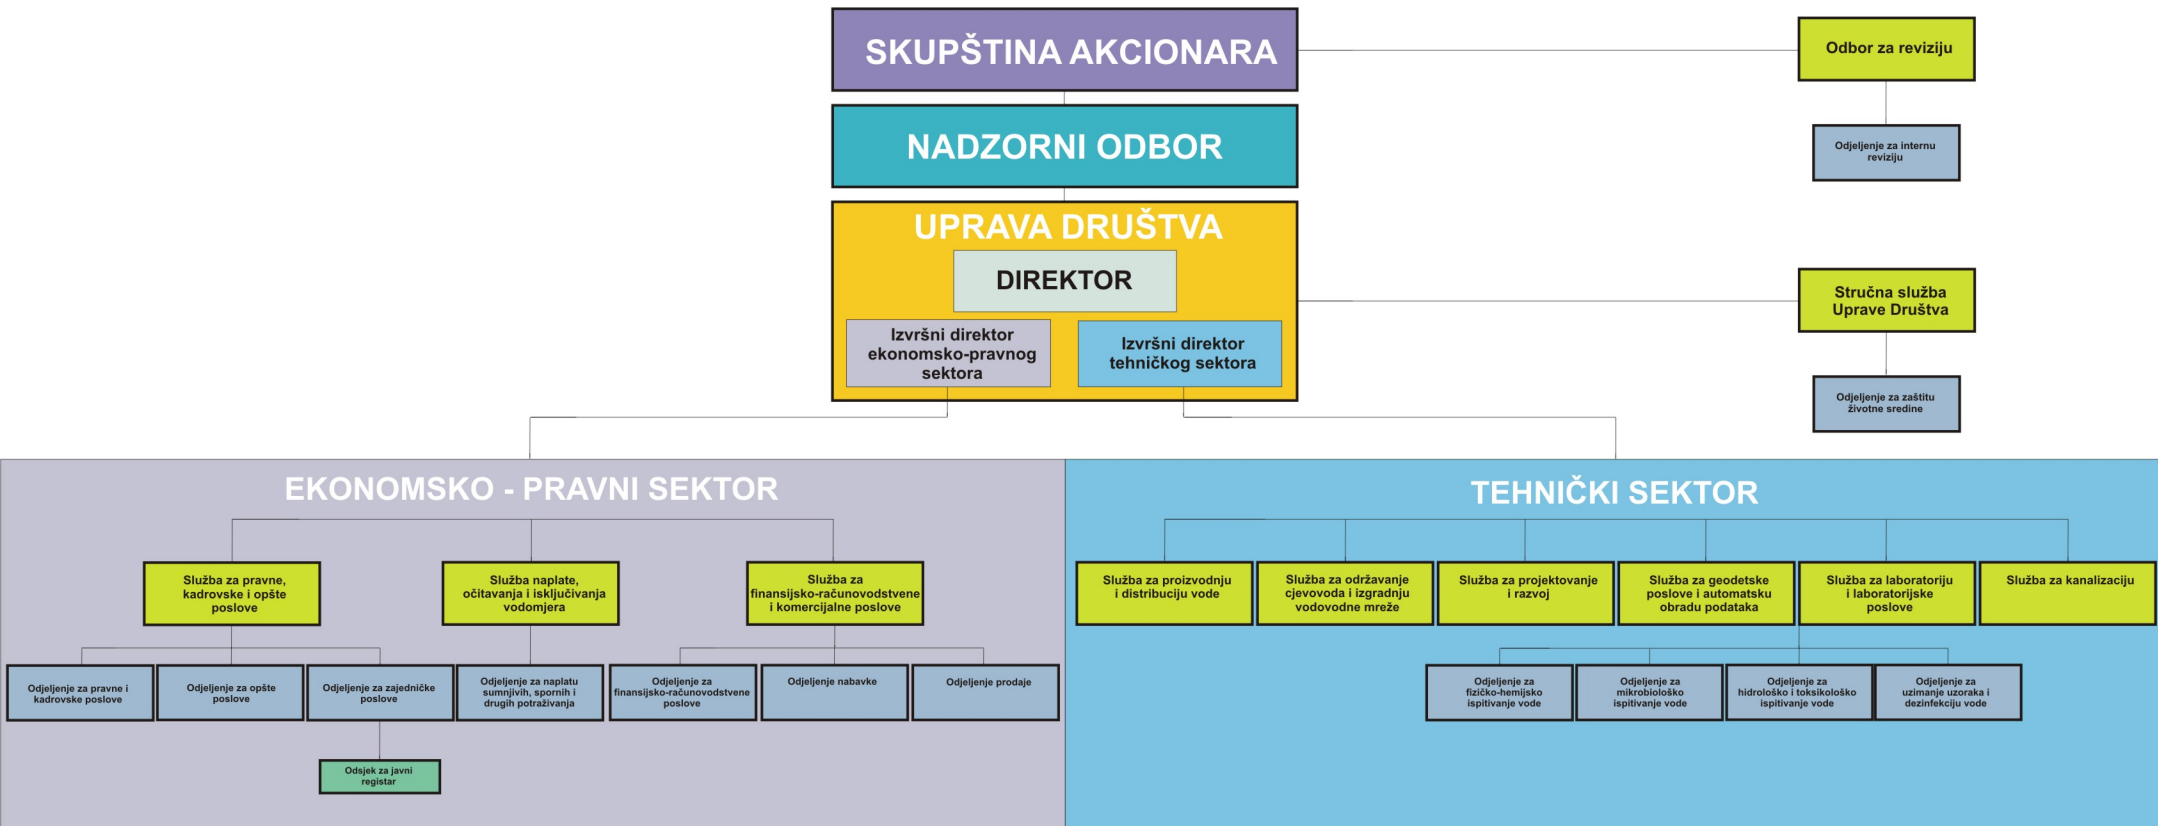 SKUPŠTINA AKCIONARA
Odbor za reviziju
NADZORNI ODBOR
Odjeljenje za internu
reviziju
UPRAVA DRUŠTVA
DIREKTOR
Izvršni direktor
ekonomsko-pravnog
sektora
Izvršni direktor
tehničkog sektora
Stručna služba
Uprave Društva
Odjeljenje za zaštitu
životne sredine
EKONOMSKO - PRAVNI SEKTOR
Služba za pravne,
kadrovske i opšte
poslove
Služba naplate,
očitavanja i isključivanja
vodomjera
Služba za
finansijsko-računovodstvene
i komercijalne poslove
Odjeljenje za pravne i
kadrovske poslove
Odjeljenje za opšte
poslove
Odjeljenje za zajedničke
poslove
Odjeljenje za naplatu
sumnjivih, spornih i
drugih potraživanja
Odjeljenje za
finansijsko-računovodstvene
poslove
Odjeljenje nabavke
Odjeljenje prodaje
Odsjek za javni
registar
TEHNIČKI SEKTOR
Služba za proizvodnju
i distribuciju vode
Služba za održavanje
cjevovoda i izgradnju
vodovodne mreže
Služba za projektovanje
i razvoj
Služba za geodetske
poslove i automatsku
obradu podataka
Služba za laboratoriju
i laboratorijske
poslove
Služba za kanalizaciju
Odjeljenje za
fizičko-hemijsko
ispitivanje vode
Odjeljenje za
mikrobiološko
ispitivanje vode
Odjeljenje za
hidrološko i toksikološko
ispitivanje vode
Odjeljenje za
uzimanje uzoraka i
dezinfekciju vode